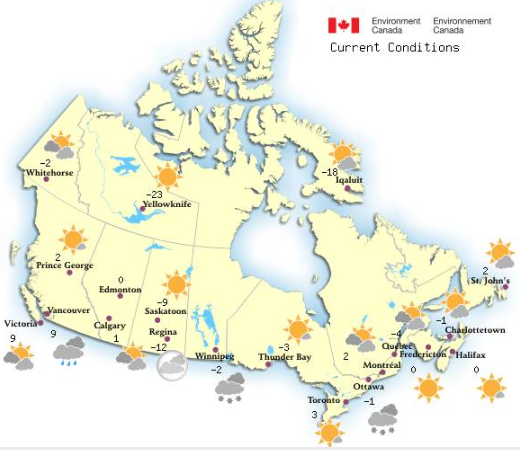 Environment Canada
Environnement Canada
Current Conditions
-2
Whitehorse
-23
Yellowknife
-18
Iqaluit
2
Prince George
0
Edmonton
-9
Saskatoon
2
St. John's
Vancouver
Victoria
9
9
Calgary
1
Regina
-12
Winnipeg
-2
-3
Thunder Bay
2
-4
Québec
-1
Charlottetown
Fredericton
0
Halifax
0
Montréal
Ottawa
-1
Toronto
3